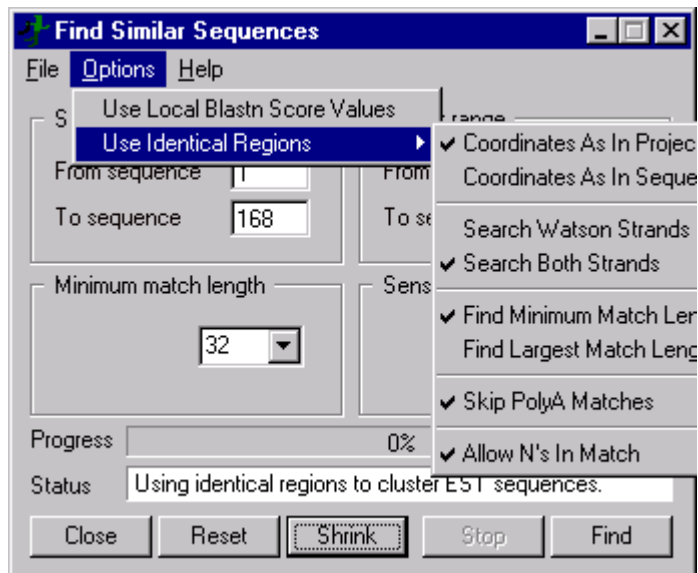 Find Similar Sequences
File Options Help
Use Local Blastn Score Values
Use Identical Regions
S
t range
Coordinates As In Projec
Coordinates As In Seque
Search Watson Strands
Search Both Strands
Find Minimum Match Len
Find Largest Match Leng
Skip PolyA Matches
Allow N's In Match
From sequence 1
From
To sequence 168
To se
Minimum match length
Sens
32
Progress 0%
Status Using identical regions to cluster EST sequences.
Close Reset Shrink Stop Find